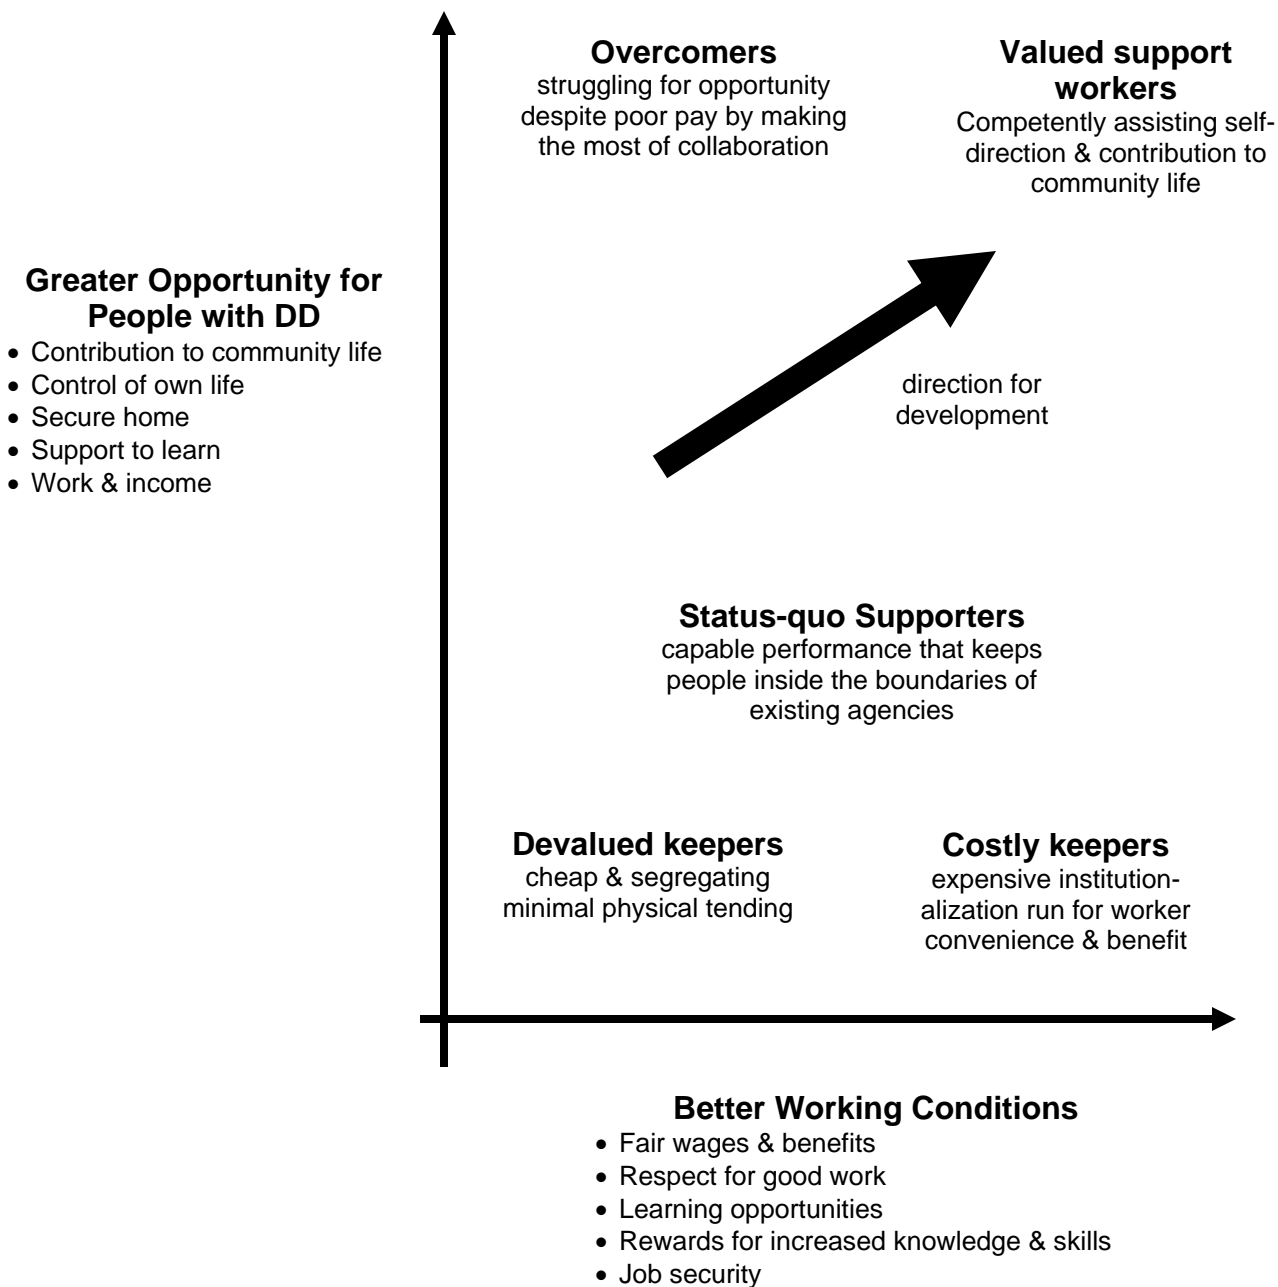 Overcomers
struggling for opportunity
despite poor pay by making
the most of collaboration
Valued support
workers
Competently assisting self-
direction & contribution to
community life
Greater Opportunity for
People with DD
• Contribution to community life
• Control of own life
• Secure home
• Support to learn
• Work & income
direction for
development
Status-quo Supporters
capable performance that keeps
people inside the boundaries of
existing agencies
Devalued keepers
cheap & segregating
minimal physical tending
Costly keepers
expensive institution-
alization run for worker
convenience & benefit
Better Working Conditions
• Fair wages & benefits
• Respect for good work
• Learning opportunities
• Rewards for increased knowledge & skills
• Job security